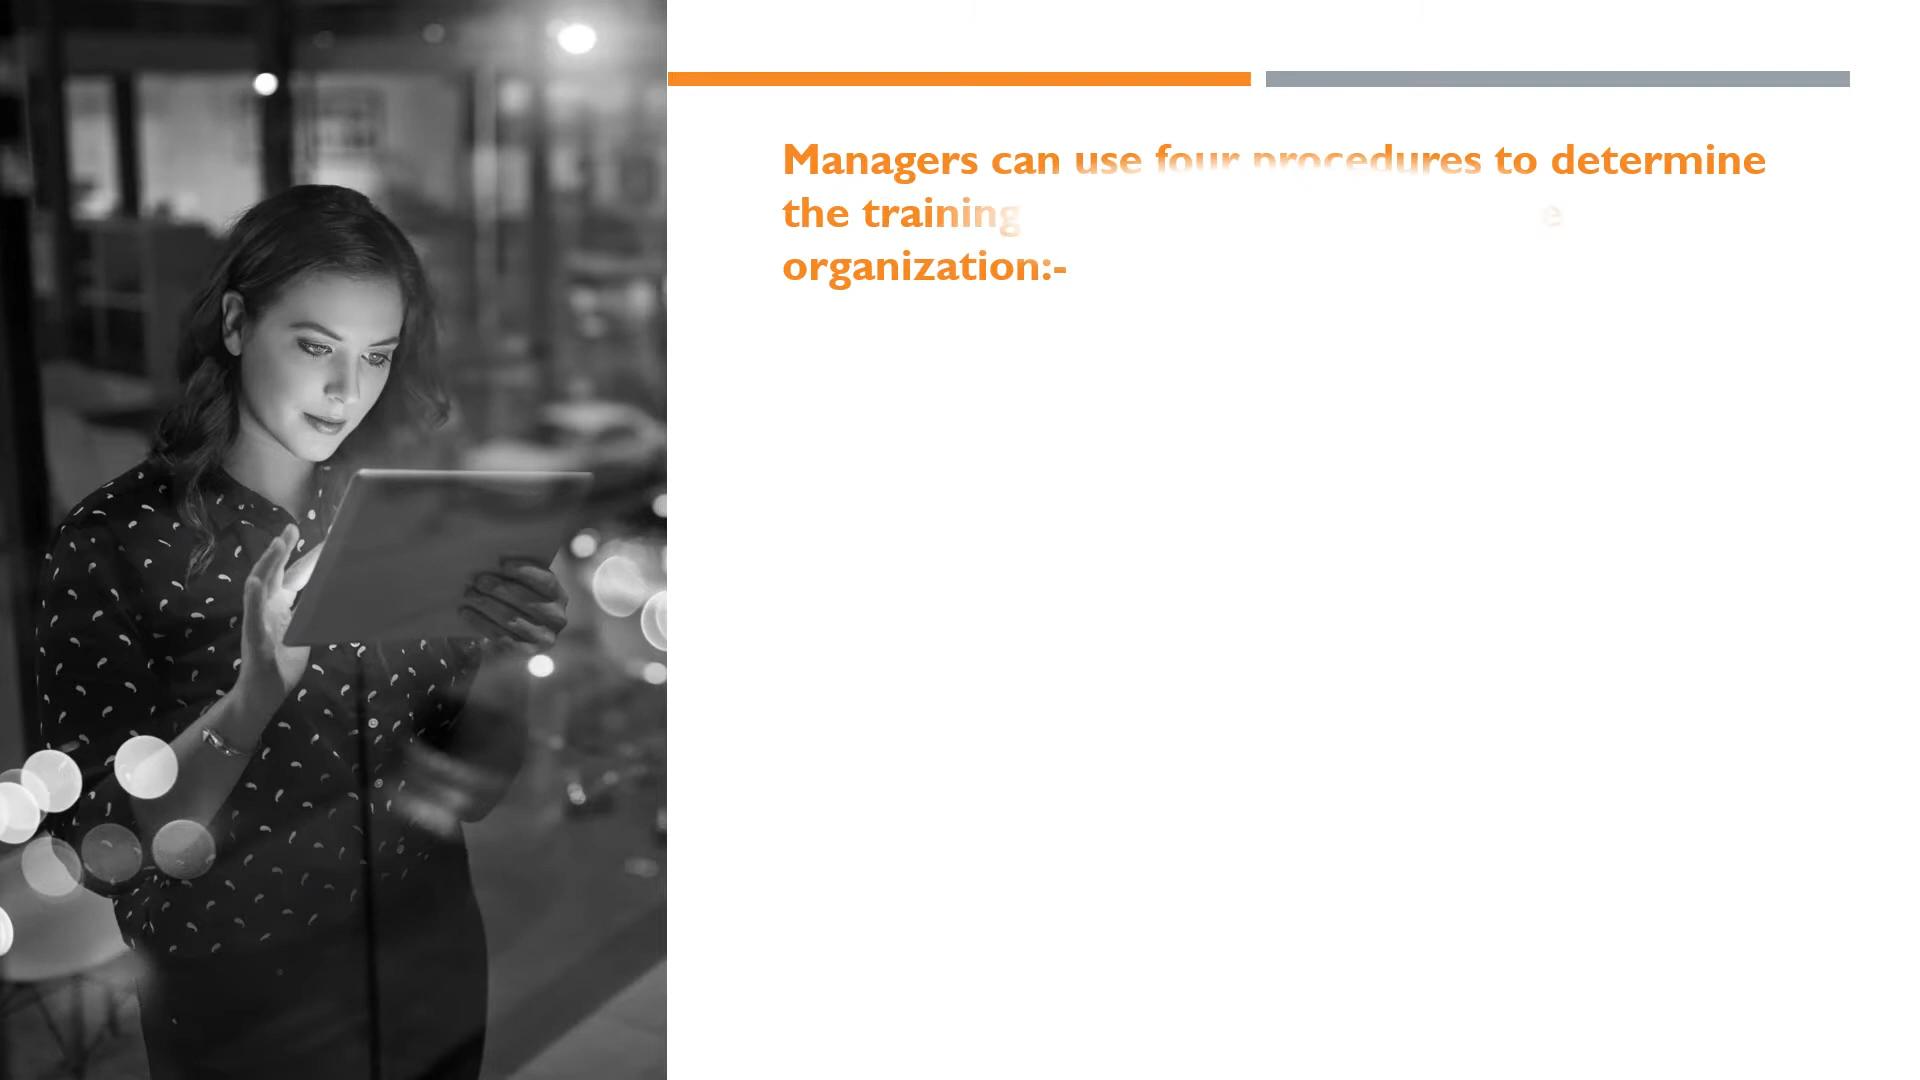 Managers can use four procedures to determine
the training
organization:-